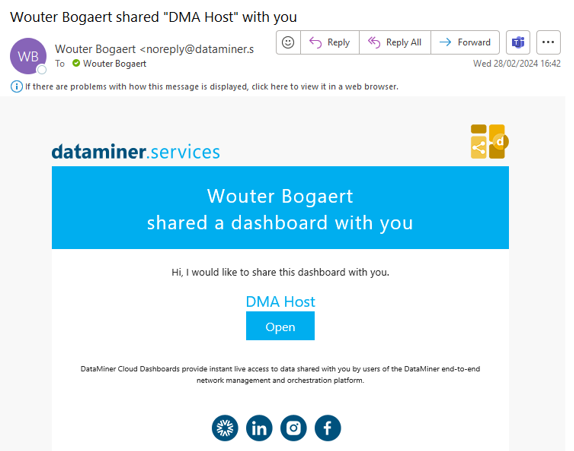 Wouter Bogaert shared "DMA Host" with you
WB
Wouter Bogaert <noreply@dataminer.s
Reply
Reply All
Forward
To Wouter Bogaert
Wed 28/02/2024 16:42
If there are problems with how this message is displayed, click here to view it in a web browser.
dataminer.services
d
Wouter Bogaert
shared a dashboard with you
Hi, I would like to share this dashboard with you.
DMA Host
Open
DataMiner Cloud Dashboards provide instant live access to data shared with you by users of the DataMiner end-to-end
network management and orchestration platform.
in
f